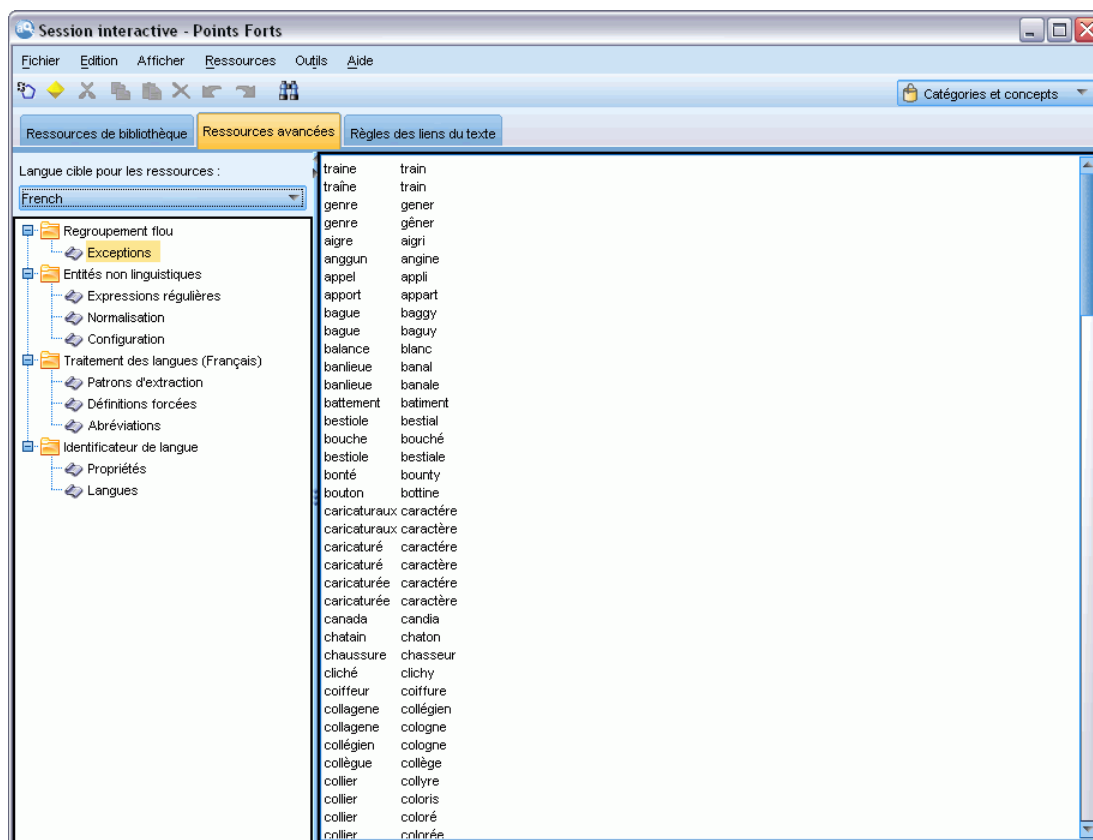 Session interactive - Points Forts
Fichier Edition Afficher Ressources Outils Aide
Catégories et concepts
Ressources de bibliothèque Ressources avancées Règles des liens du texte
Langue cible pour les ressources :
French
Regroupement flou
Exceptions
Entités non linguistiques
Expressions régulières
Normalisation
Configuration
Traitement des langues (Français)
Patrons d'extraction
Définitions forcées
Abréviations
Identificateur de langue
Propriétés
Langues
traine train
traîne train
genre gener
genre gêner
aigre aigri
anggun angine
appel appli
apport appart
bague baggy
bague baguy
balance blanc
banlieue banal
banlieue banale
battement batiment
bestiole bestial
bouche bouché
bestiole bestiale
bonté bounty
bouton bottine
caricaturaux caractére
caricaturaux caractère
caricaturé caractére
caricaturé caractère
caricaturée caractére
caricaturée caractère
canada candia
chatain chaton
chaussure chasseur
cliché clichy
coiffeur coiffure
collagene collégien
collagene cologne
collégien cologne
collègue collège
collier collyre
collier coloris
collier coloré
collier colorée